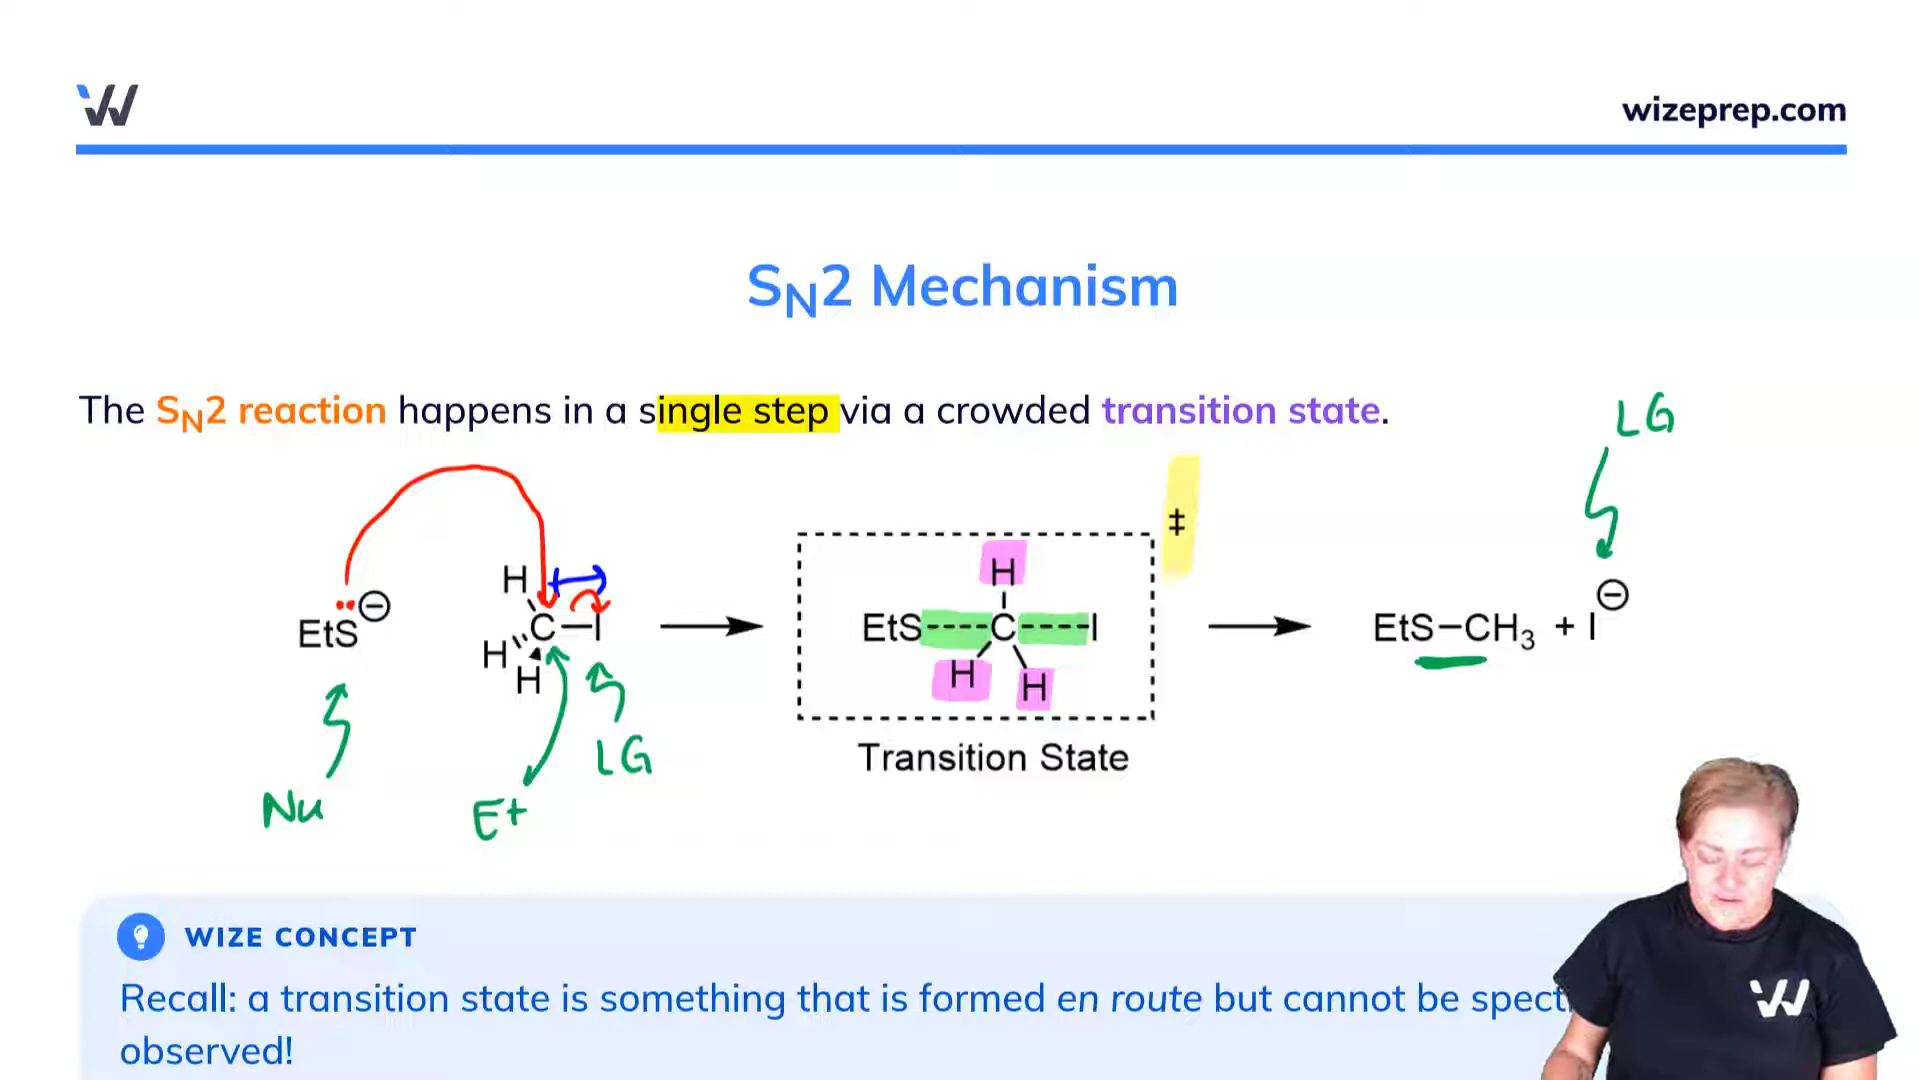 wizeprep.com
SN2 Mechanism
The SN2 reaction happens in a single step via a crowded transition state.
LG
EtS ⊖
H
C I
H
H
EtS C I
H
H
H
‡
EtS–CH3 + I ⊖
Transition State
Nu
E+
LG
WIZE CONCEPT
Recall: a transition state is something that is formed en route but cannot be
observed!